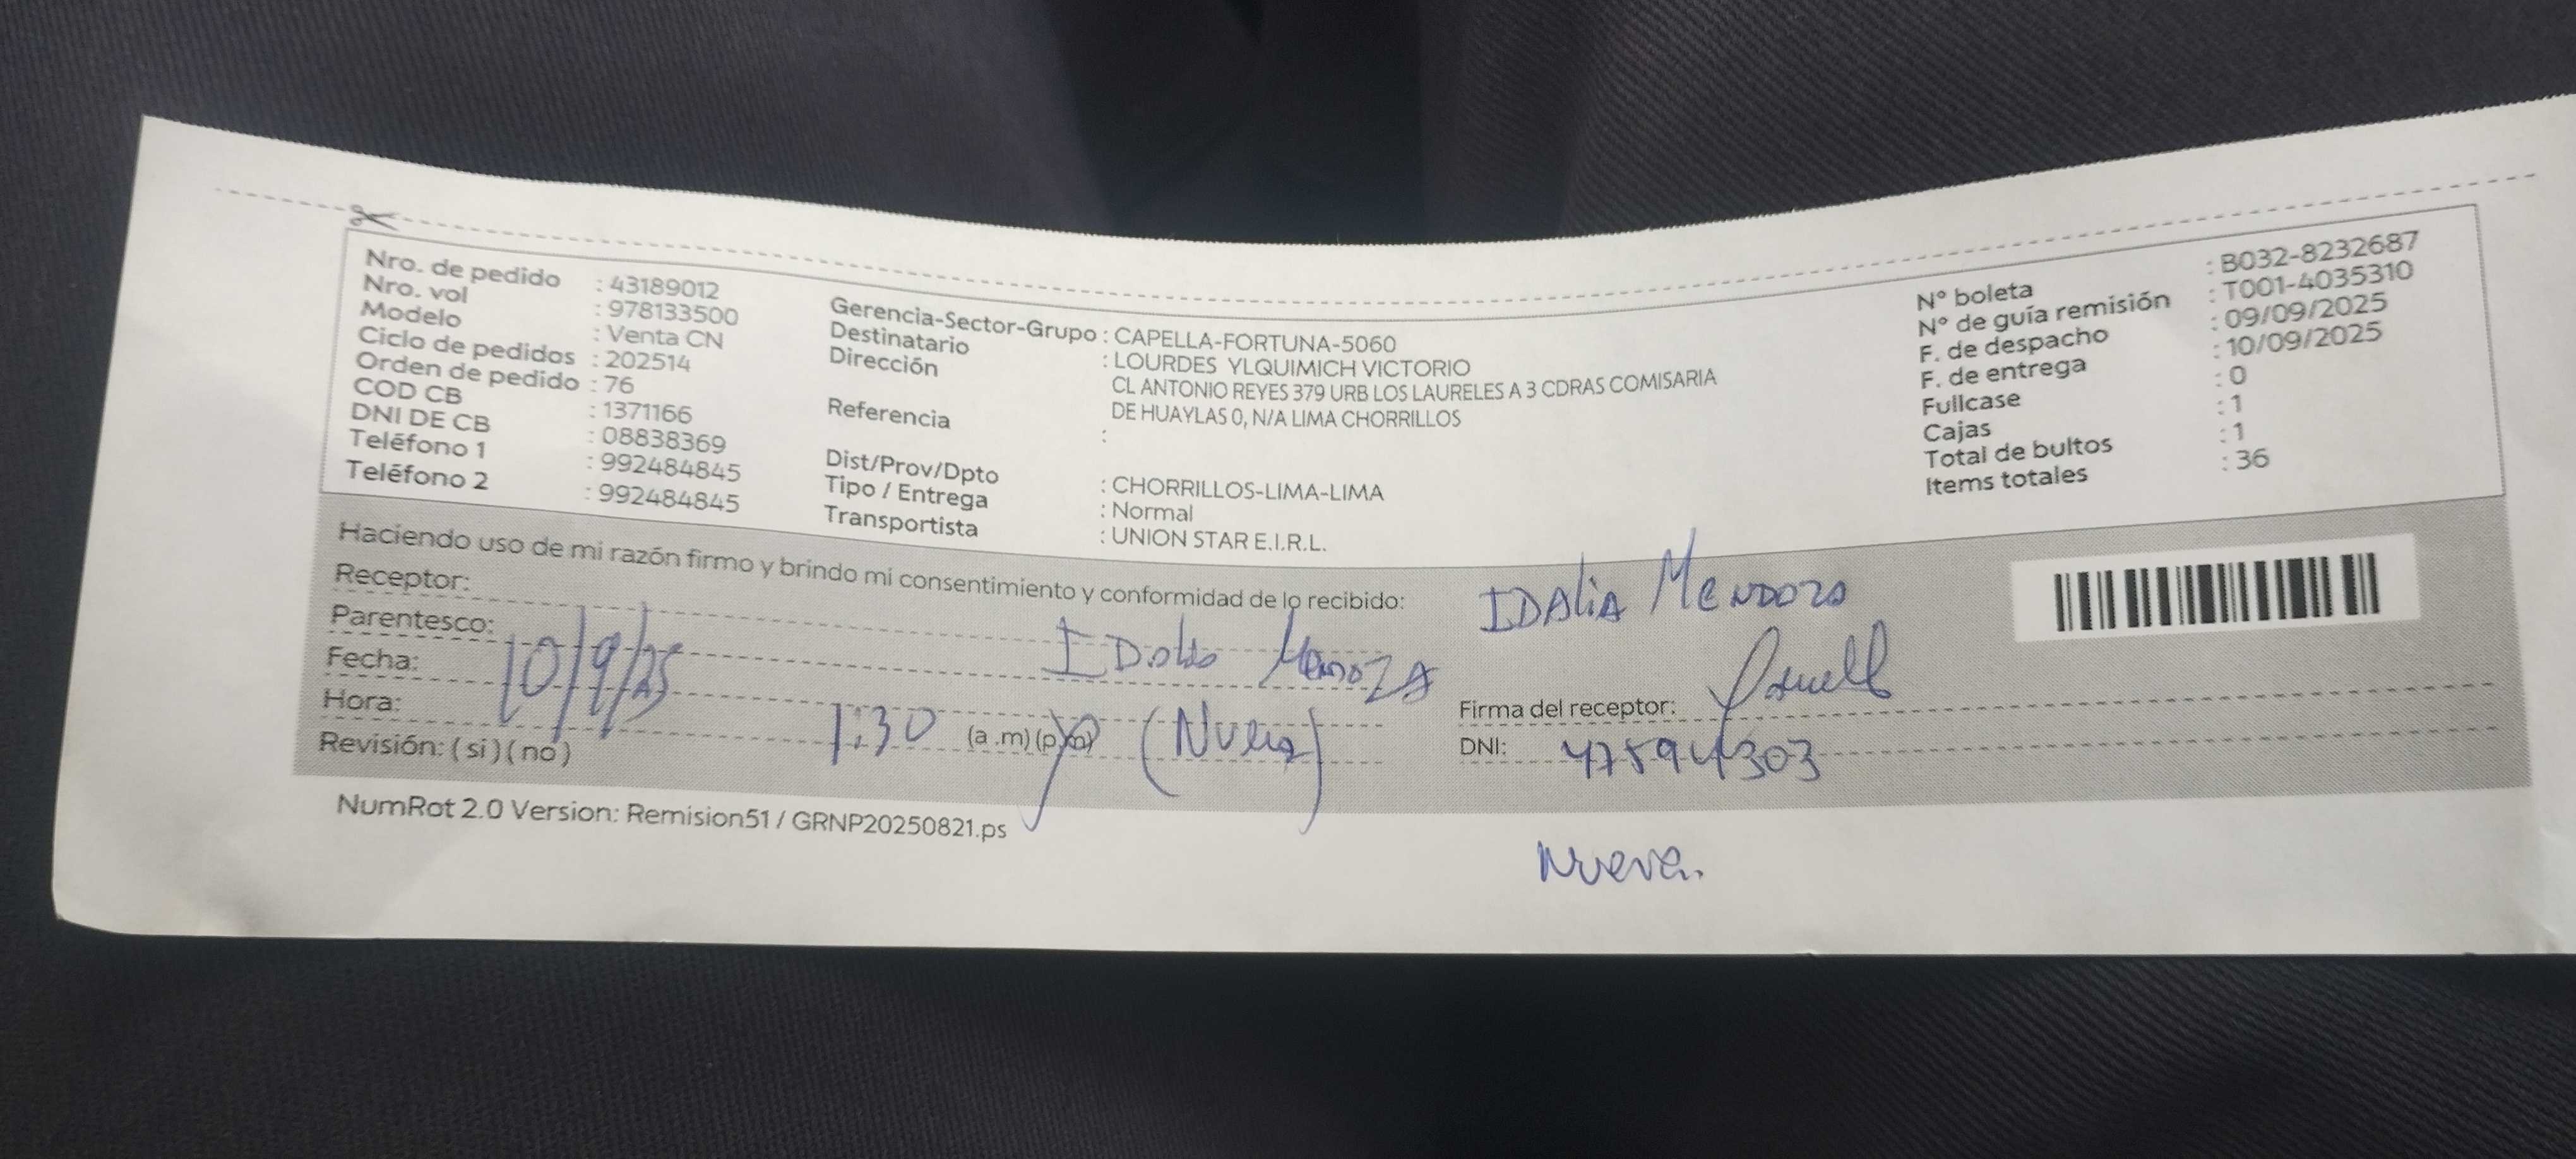 Nro. de pedido : 43189012
Nro. vol : 978133500
Modelo : Venta CN
Ciclo de pedidos : 202514
Orden de pedido : 76
COD CB : 1371166
DNI DE CB : 08838369
Teléfono 1 : 992484845
Teléfono 2 : 992484845
Gerencia-Sector-Grupo : CAPELLA-FORTUNA-5060
Destinatario : LOURDES YLQUIMICH VICTORIO
Dirección CL ANTONIO REYES 379 URB LOS LAURELES A 3 CDRAS COMISARIA
DE HUAYLAS 0, N/A LIMA CHORRILLOS
Referencia :
Dist/Prov/Dpto : CHORRILLOS-LIMA-LIMA
Tipo / Entrega : Normal
Transportista : UNION STAR E.I.R.L.
N° boleta : B032-8232687
N° de guía remisión : T001-4035310
F. de despacho : 09/09/2025
F. de entrega : 10/09/2025
Fullcase : 0
Cajas : 1
Total de bultos : 1
Items totales : 36
Haciendo uso de mi razón firmo y brindo mi consentimiento y conformidad de lo recibido: IDALIA MENDOZA
Receptor: IDALIA MENDOZA
Parentesco:
Fecha: 10/9/25
Hora: 1:30 (a .m) (p.m) (Nuera)
Revisión: ( si ) ( no )
Firma del receptor:
DNI: 47594303
NumRot 2.0 Version: Remision51 / GRNP20250821.ps
Nuera.